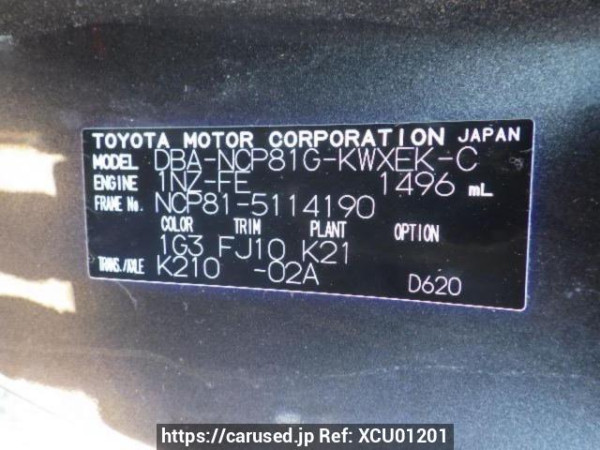 TOYOTA MOTOR CORPORATION JAPAN
MODEL DBA-NCP81G-KWXEK-C
ENGINE 1NZ-FE 1496 mL
FRAME No. NCP81-5114190
COLOR TRIM PLANT OPTION
1G3 FJ10 K21
TRANS./AXLE K210 -02A D620
https://carused.jp Ref: XCU01201